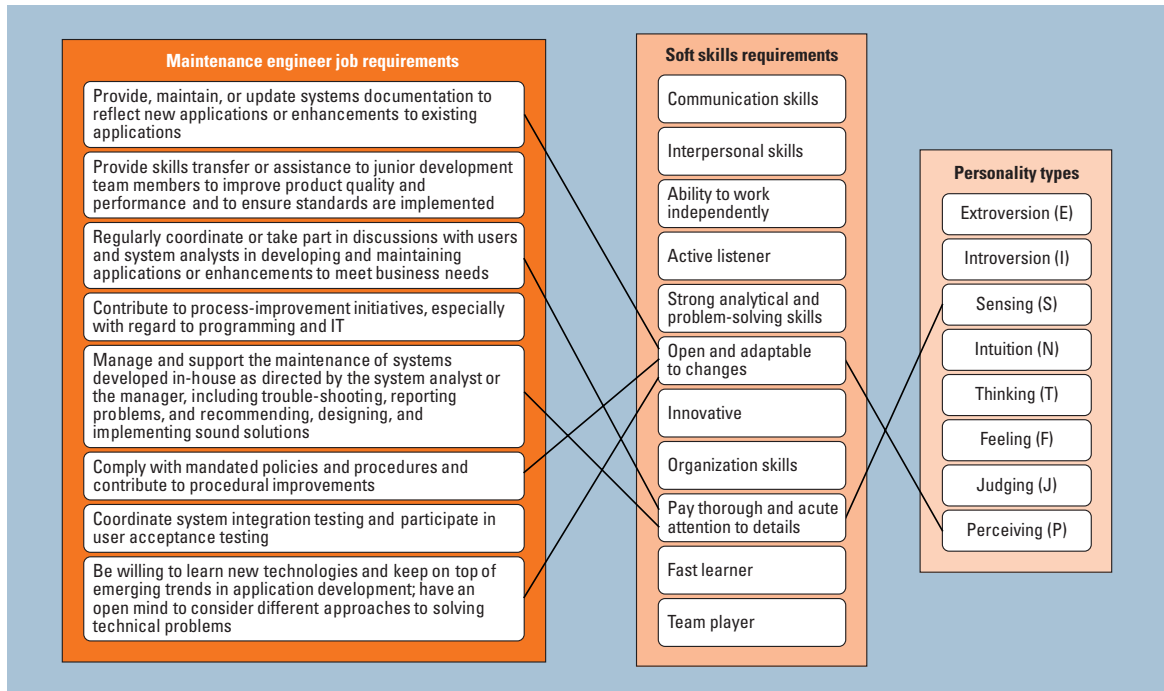 Maintenance engineer job requirements
Provide, maintain, or update systems documentation to
reflect new applications or enhancements to existing
applications
Provide skills transfer or assistance to junior development
team members to improve product quality and
performance and to ensure standards are implemented
Regularly coordinate or take part in discussions with users
and system analysts in developing and maintaining
applications or enhancements to meet business needs
Contribute to process-improvement initiatives, especially
with regard to programming and IT
Manage and support the maintenance of systems
developed in-house as directed by the system analyst or
the manager, including trouble-shooting, reporting
problems, and recommending, designing, and
implementing sound solutions
Comply with mandated policies and procedures and
contribute to procedural improvements
Coordinate system integration testing and participate in
user acceptance testing
Be willing to learn new technologies and keep on top of
emerging trends in application development; have an
open mind to consider different approaches to solving
technical problems
Soft skills requirements
Communication skills
Interpersonal skills
Ability to work
independently
Active listener
Strong analytical and
problem-solving skills
Open and adaptable
to changes
Innovative
Organization skills
Pay thorough and acute
attention to details
Fast learner
Team player
Personality types
Extroversion (E)
Introversion (I)
Sensing (S)
Intuition (N)
Thinking (T)
Feeling (F)
Judging (J)
Perceiving (P)